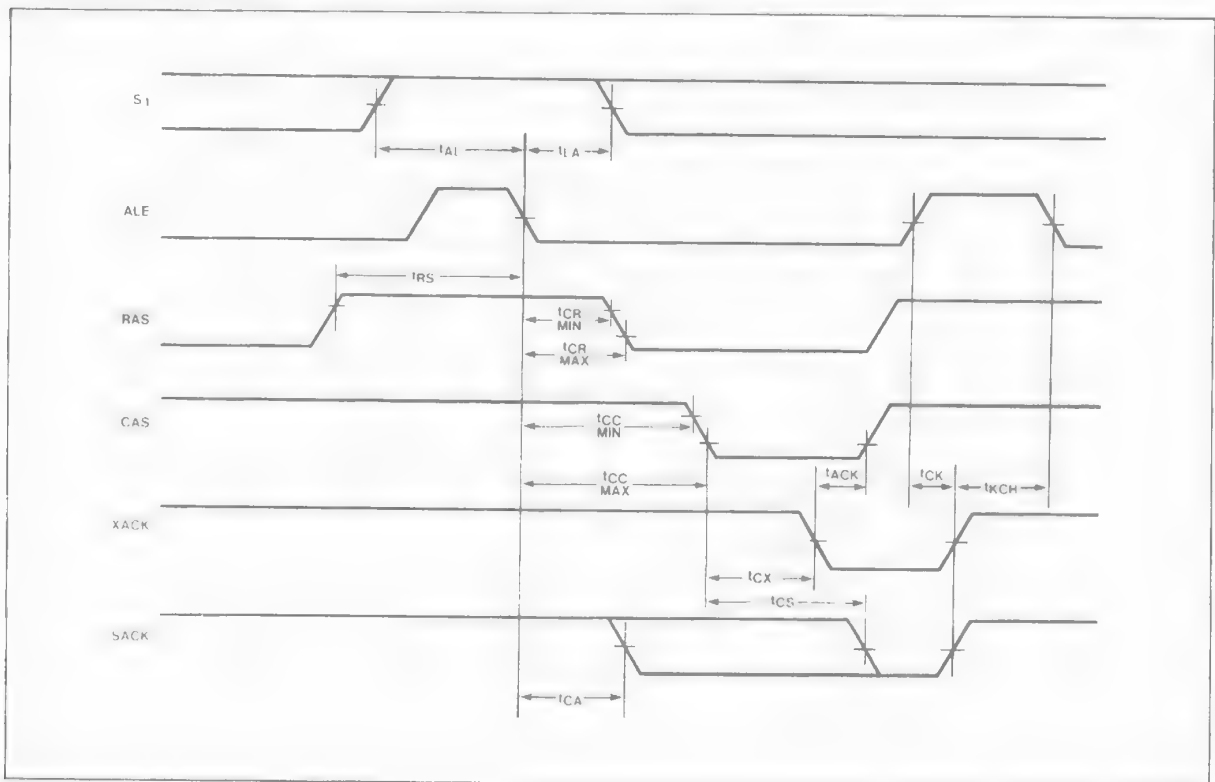 S1
tAL
tLA
ALE
tRS
RAS
tCR
MIN
tCR
MAX
CAS
tCC
MIN
tCC
MAX
tACK
tCK
tKCH
XACK
tCX
tCS
SACK
tCA